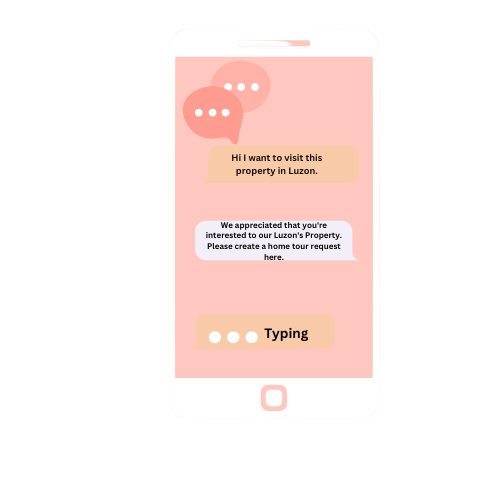 Hi I want to visit this
property in Luzon.
We appreciated that you're
interested to our Luzon's Property.
Please create a home tour request
here.
Typing